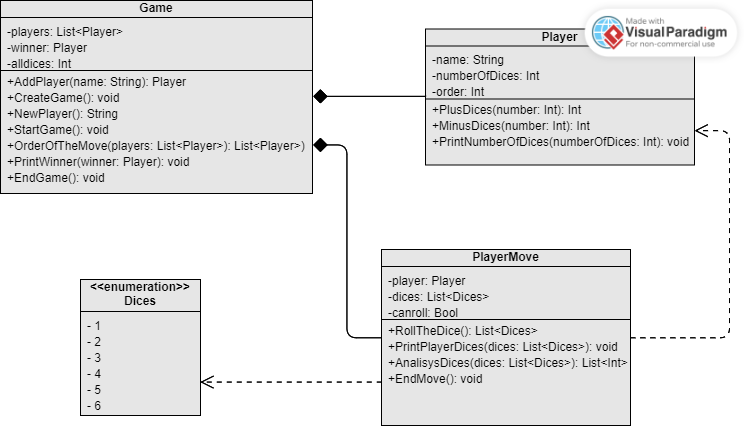 Game
-players: List<Player>
-winner: Player
-alldices: Int
+AddPlayer(name: String): Player
+CreateGame(): void
+NewPlayer(): String
+StartGame(): void
+OrderOfTheMove(players: List<Player>): List<Player>)
+PrintWinner(winner: Player): void
+EndGame(): void
Made with
VisualParadigm
For non-commercial use
Player
-name: String
-numberOfDices: Int
-order: Int
+PlusDices(number: Int): Int
+MinusDices(number: Int): Int
+PrintNumberOfDices(numberOfDices: Int): void
PlayerMove
-player: Player
-dices: List<Dices>
-canroll: Bool
+RollTheDice(): List<Dices>
+PrintPlayerDices(dices: List<Dices>): void
+AnalisysDices(dices: List<Dices>): List<Int>
+EndMove(): void
<<enumeration>>
Dices
- 1
- 2
- 3
- 4
- 5
- 6